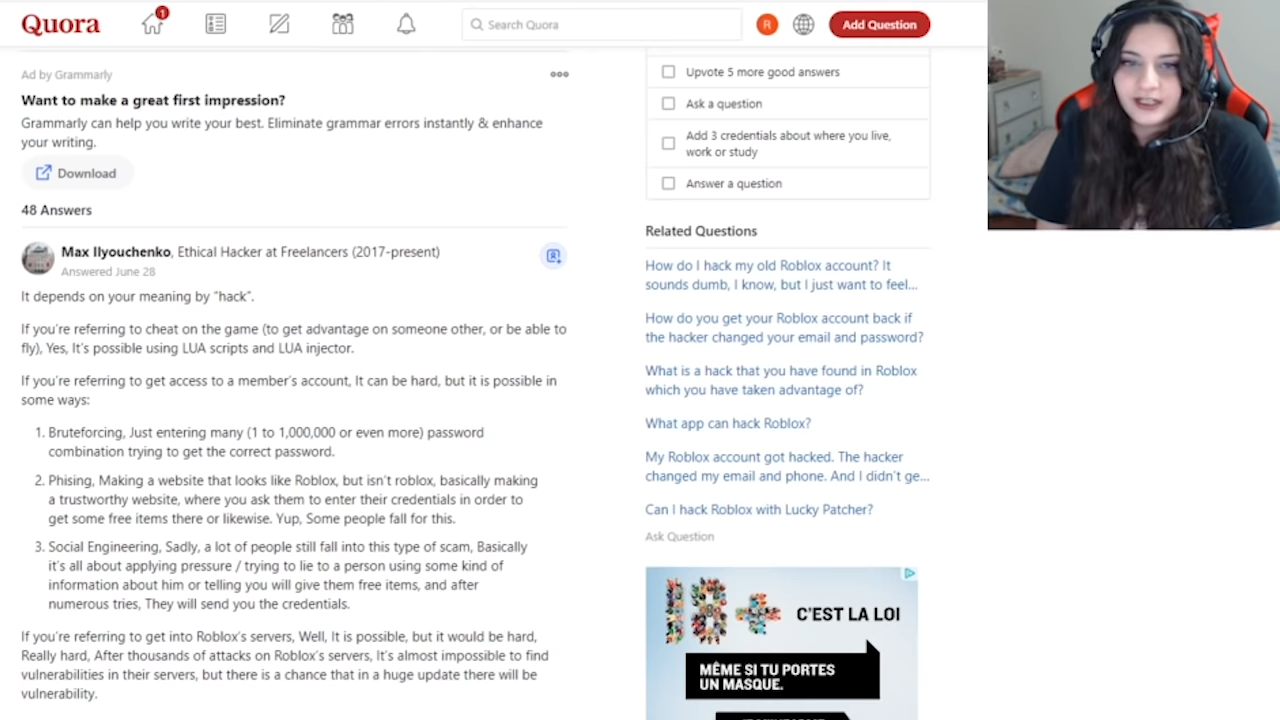 Quora
1
Search Quora
R
Add Question
Ad by Grammarly
Want to make a great first impression?
Grammarly can help you write your best. Eliminate grammar errors instantly & enhance
your writing.
Download
48 Answers
Max Ilyouchenko, Ethical Hacker at Freelancers (2017-present)
Answered June 28
It depends on your meaning by "hack".
If you're referring to cheat on the game (to get advantage on someone other, or be able to
fly), Yes, It's possible using LUA scripts and LUA injector.
If you're referring to get access to a member's account, It can be hard, but it is possible in
some ways:
1. Bruteforcing, Just entering many (1 to 1,000,000 or even more) password
combination trying to get the correct password.
2. Phising, Making a website that looks like Roblox, but isn't roblox, basically making
a trustworthy website, where you ask them to enter their credentials in order to
get some free items there or likewise. Yup, Some people fall for this.
3. Social Engineering, Sadly, a lot of people still fall into this type of scam, Basically
it's all about applying pressure / trying to lie to a person using some kind of
information about him or telling you will give them free items, and after
numerous tries, They will send you the credentials.
If you're referring to get into Roblox's servers, Well, It is possible, but it would be hard,
Really hard, After thousands of attacks on Roblox's servers, It's almost impossible to find
vulnerabilities in their servers, but there is a chance that in a huge update there will be
vulnerability.
Upvote 5 more good answers
Ask a question
Add 3 credentials about where you live,
work or study
Answer a question
Related Questions
How do I hack my old Roblox account? It
sounds dumb, I know, but I just want to feel...
How do you get your Roblox account back if
the hacker changed your email and password?
What is a hack that you have found in Roblox
which you have taken advantage of?
What app can hack Roblox?
My Roblox account got hacked. The hacker
changed my email and phone. And I didn't ge...
Can I hack Roblox with Lucky Patcher?
Ask Question
18+ C'EST LA LOI
MÊME SI TU PORTES
UN MASQUE.